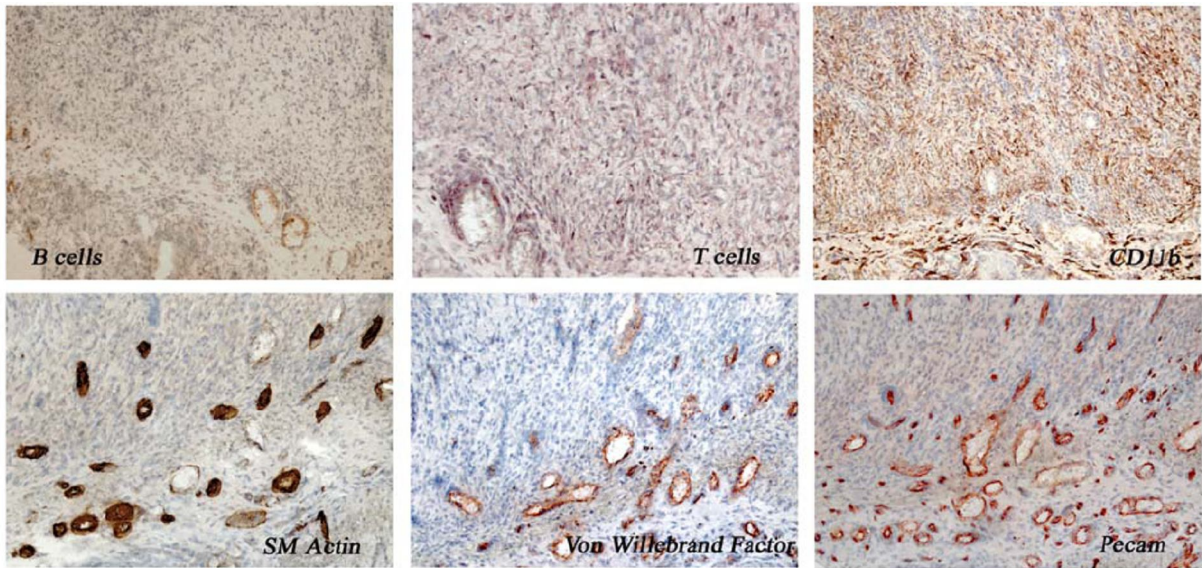 B cells
T cells
CD11b
SM Actin
Von Willebrand Factor
Pecam